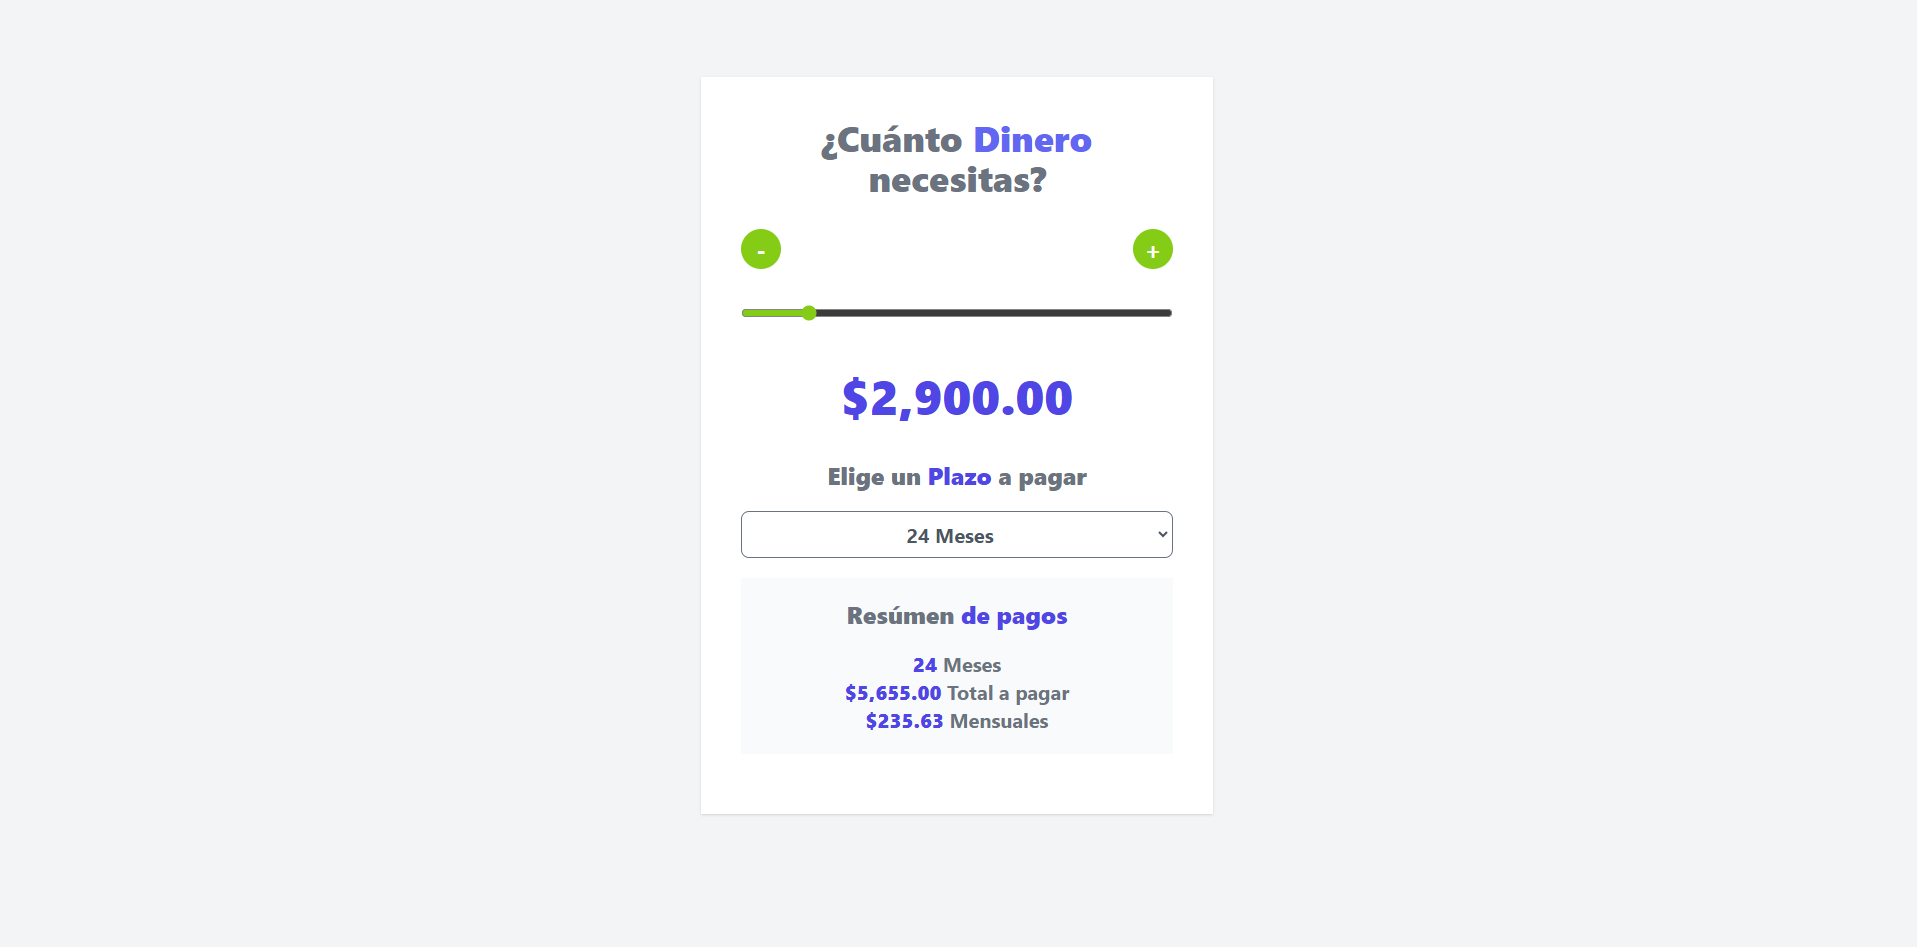 ¿Cuánto Dinero
necesitas?
- +
$2,900.00
Elige un Plazo a pagar
24 Meses
Resúmen de pagos
24 Meses
$5,655.00 Total a pagar
$235.63 Mensuales